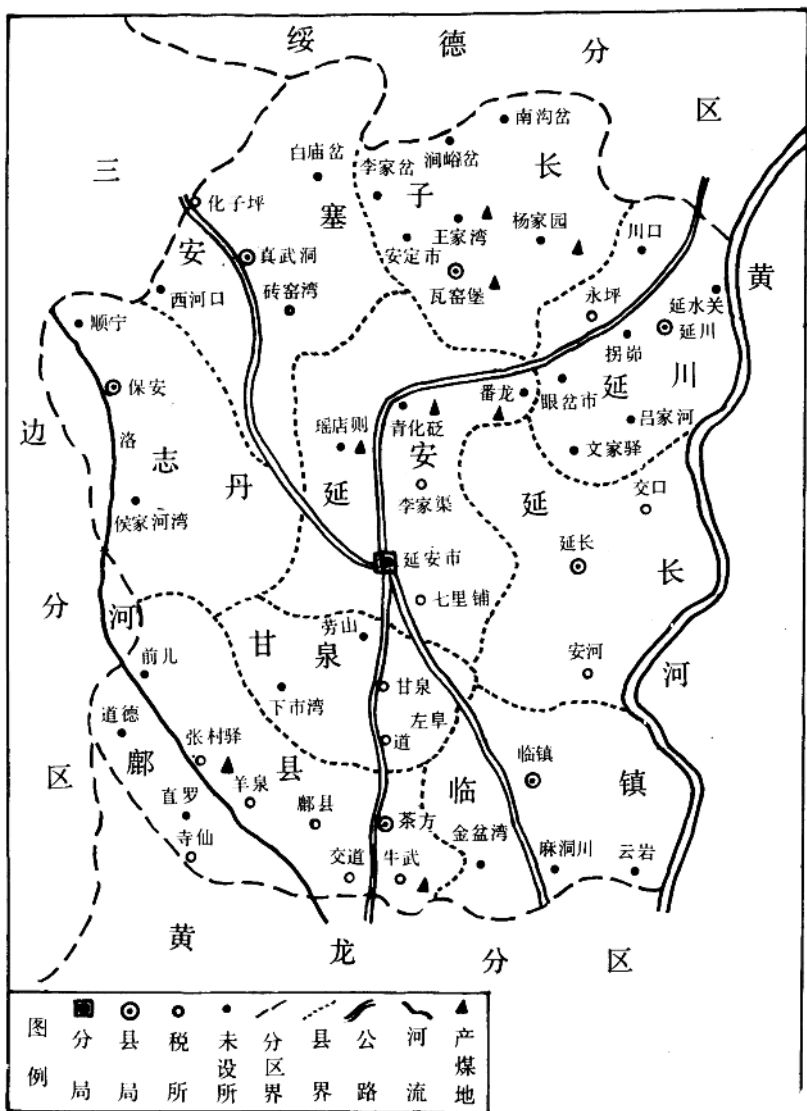 绥德分区
南沟岔
白庙岔
李家岔
涧峪岔
三边分区
化子坪
塞
子长
杨家园
川口
王家湾
安
真武洞
安定市
黄河
西河口
砖窑湾
瓦窑堡
永坪
延水关
延川
顺宁
拐峁
延川
保安
番龙
眼岔市
吕家河
洛河
瑶店则
青化砭
文家驿
志丹
延安
李家渠
延长
交口
侯家河湾
延安市
延长
七里铺
劳山
甘泉
前儿
下市湾
甘泉
安河
道德
左阜
道
张村驿
鄜县
临镇
临镇
直罗
羊泉
鄜县
茶方
寺仙
交道
牛武
金盆湾
麻洞川
云岩
黄龙分区
图例
分局
县局
税所
未设所
分区界
县界
公路
河流
产煤地